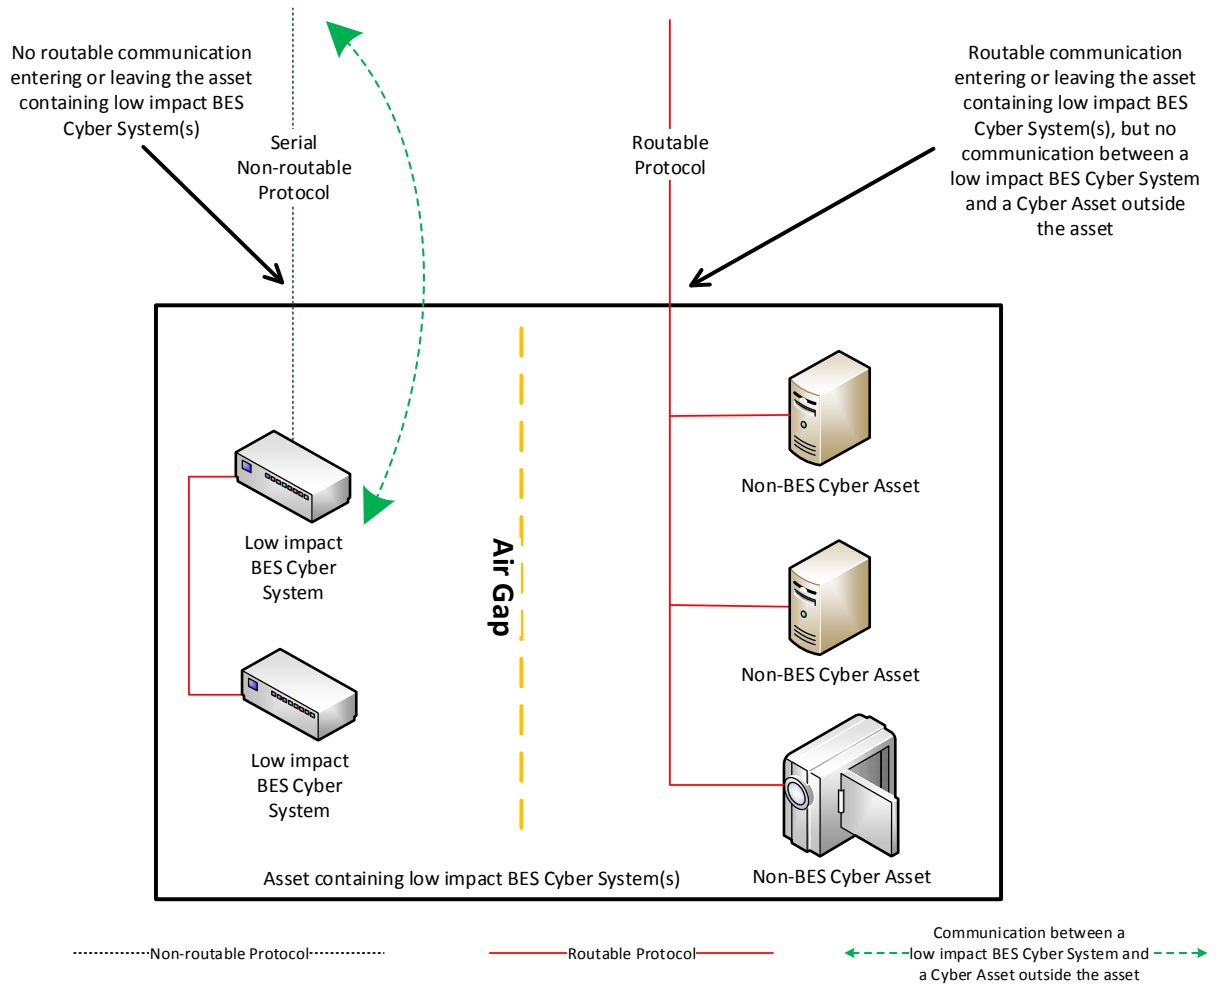 No routable communication
entering or leaving the asset
containing low impact BES
Cyber System(s)
Serial
Non-routable
Protocol
Routable
Protocol
Routable communication
entering or leaving the asset
containing low impact BES
Cyber System(s), but no
communication between a
low impact BES Cyber System
and a Cyber Asset outside
the asset
Low impact
BES Cyber
System
Low impact
BES Cyber
System
Air Gap
Non-BES Cyber Asset
Non-BES Cyber Asset
Non-BES Cyber Asset
Asset containing low impact BES Cyber System(s)
Non-routable Protocol
Routable Protocol
Communication between a
low impact BES Cyber System and
a Cyber Asset outside the asset